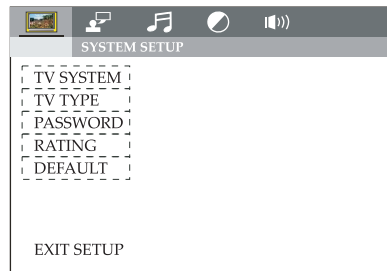 SYSTEM SETUP
TV SYSTEM
TV TYPE
PASSWORD
RATING
DEFAULT
EXIT SETUP